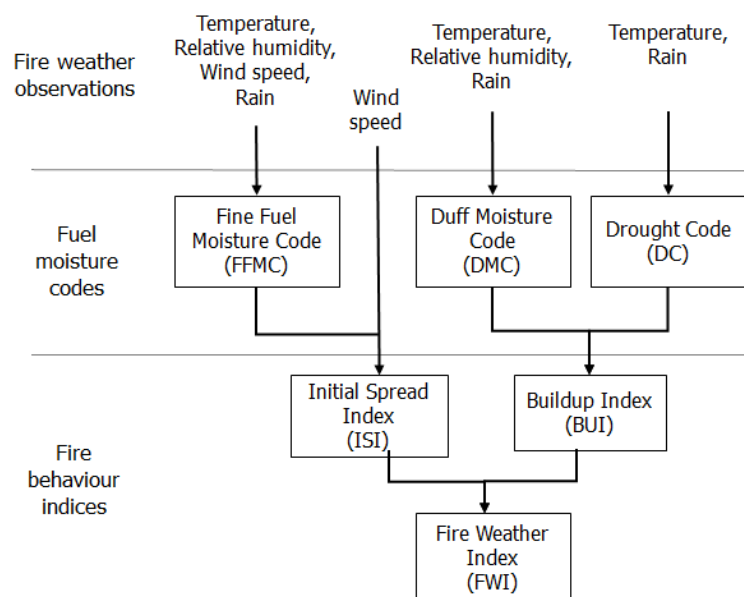 Fire weather
observations
Temperature,
Relative humidity,
Wind speed,
Rain
Wind
speed
Temperature,
Relative humidity,
Rain
Temperature,
Rain
Fuel
moisture
codes
Fine Fuel
Moisture Code
(FFMC)
Duff Moisture
Code
(DMC)
Drought Code
(DC)
Fire
behaviour
indices
Initial Spread
Index
(ISI)
Buildup Index
(BUI)
Fire Weather
Index
(FWI)